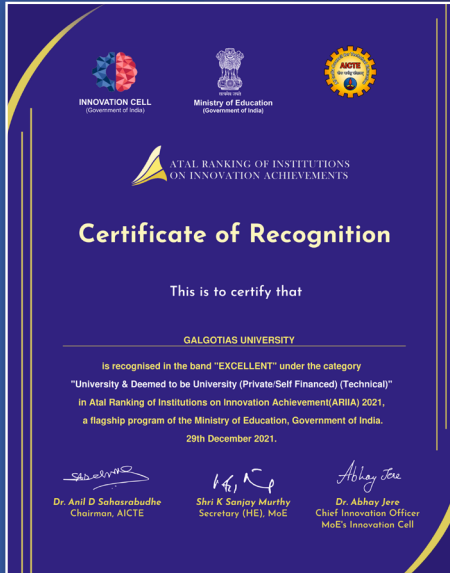 INNOVATION CELL
(Government of India)
सत्यमेव जयते
Ministry of Education
(Government of India)
AICTE
ATAL RANKING OF INSTITUTIONS
ON INNOVATION ACHIEVEMENTS
Certificate of Recognition
This is to certify that
GALGOTIAS UNIVERSITY
is recognised in the band "EXCELLENT" under the category
"University & Deemed to be University (Private/Self Financed) (Technical)"
in Atal Ranking of Institutions on Innovation Achievement(ARIIA) 2021,
a flagship program of the Ministry of Education, Government of India.
29th December 2021.
Abhay Jere
Dr. Anil D Sahasrabudhe
Chairman, AICTE
Shri K Sanjay Murthy
Secretary (HE), MoE
Dr. Abhay Jere
Chief Innovation Officer
MoE's Innovation Cell